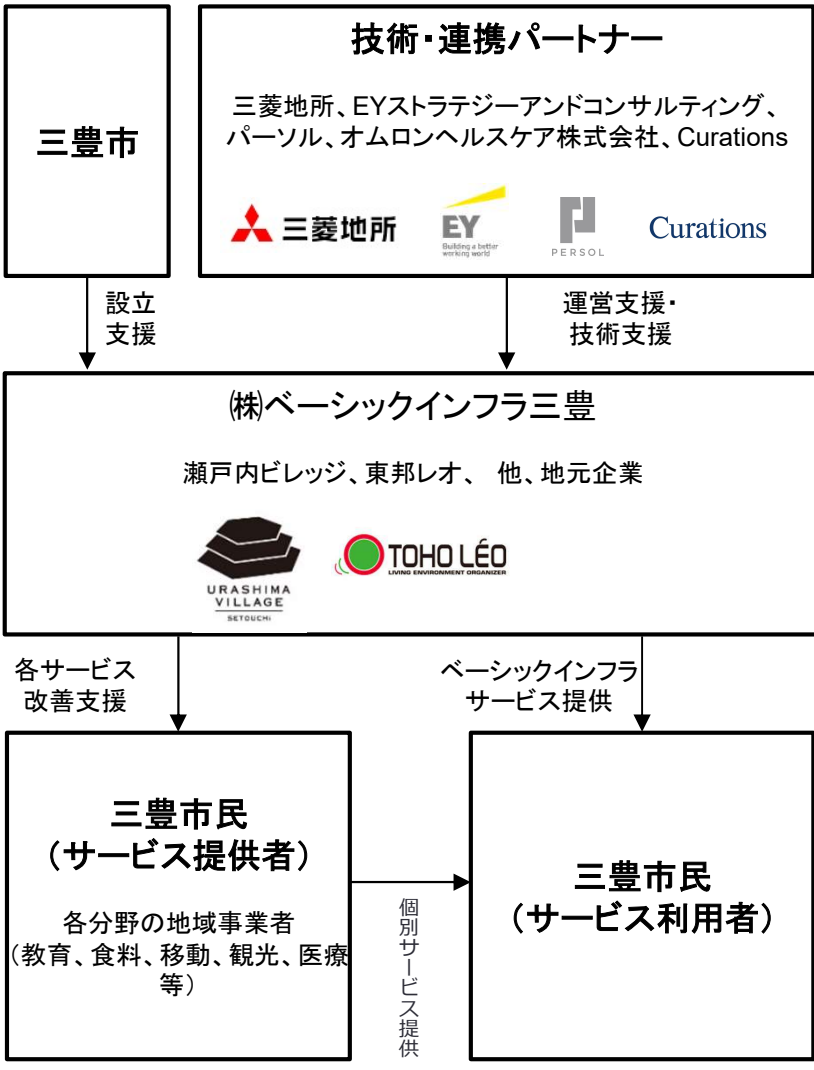 三豊市
技術・連携パートナー
三菱地所、EYストラテジーアンドコンサルティング、
パーソル、オムロンヘルスケア株式会社、Curations
三菱地所
EY
Building a better
working world
PERSOL
Curations
設立
支援
運営支援・
技術支援
㈱ベーシックインフラ三豊
瀬戸内ビレッジ、東邦レオ、 他、地元企業
URASHIMA
VILLAGE
SETOUCHI
TOHO LÉO
LIVING ENVIRONMENT ORGANIZER
各サービス
改善支援
ベーシックインフラ
サービス提供
三豊市民
（サービス提供者）
各分野の地域事業者
（教育、食料、移動、観光、医療
等）
個別サービス提供
三豊市民
（サービス利用者）